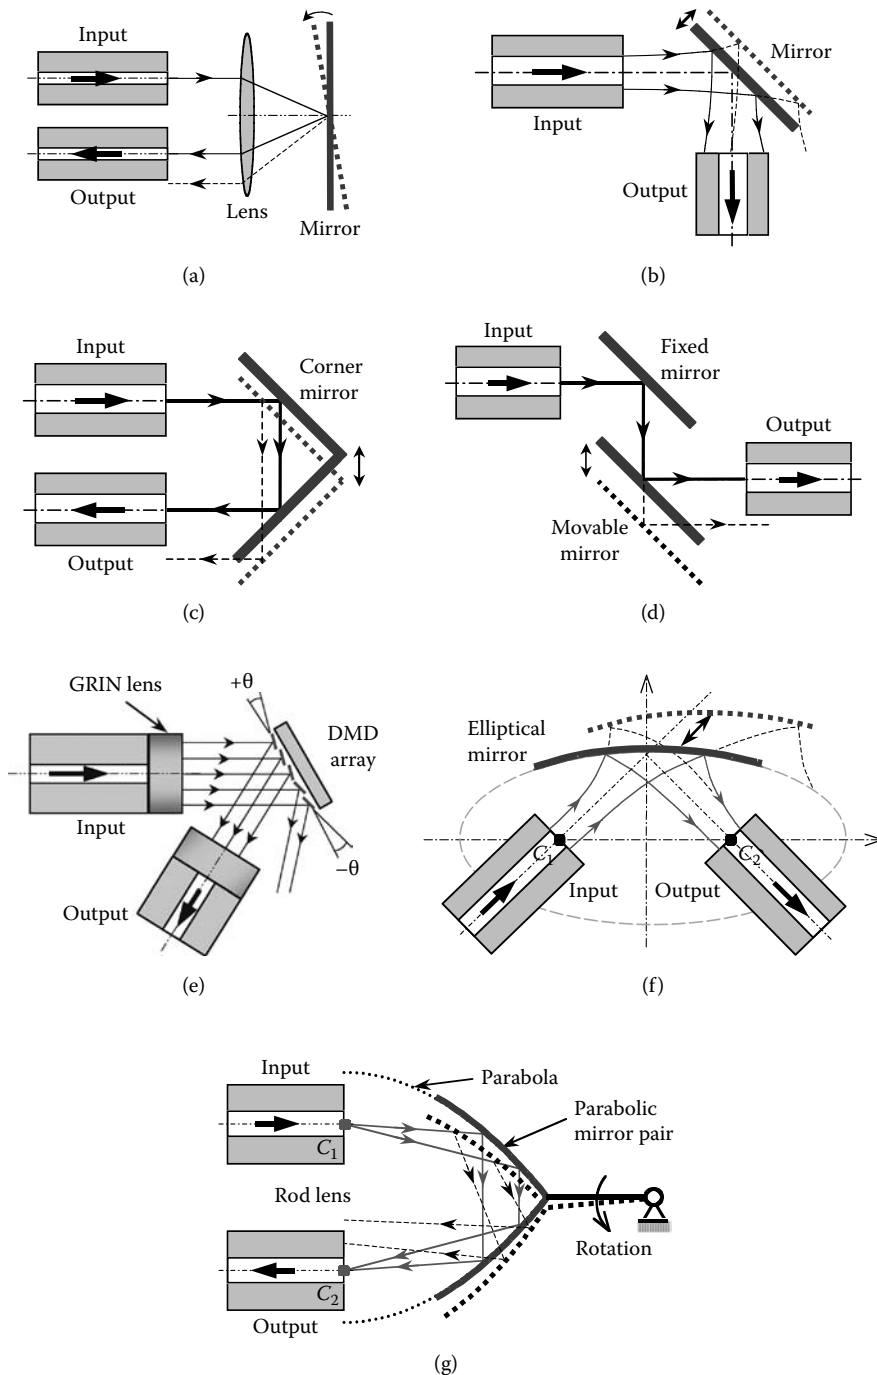 Input
Output
Lens
Mirror
(a)
Mirror
Input
Output
(b)
Input
Corner
mirror
Output
(c)
Input
Fixed
mirror
Output
Movable
mirror
(d)
GRIN lens
+θ
DMD
array
Input
−θ
Output
(e)
Elliptical
mirror
C1
C2
Input
Output
(f)
Input
Parabola
Parabolic
mirror pair
C1
Rod lens
Rotation
C2
Output
(g)